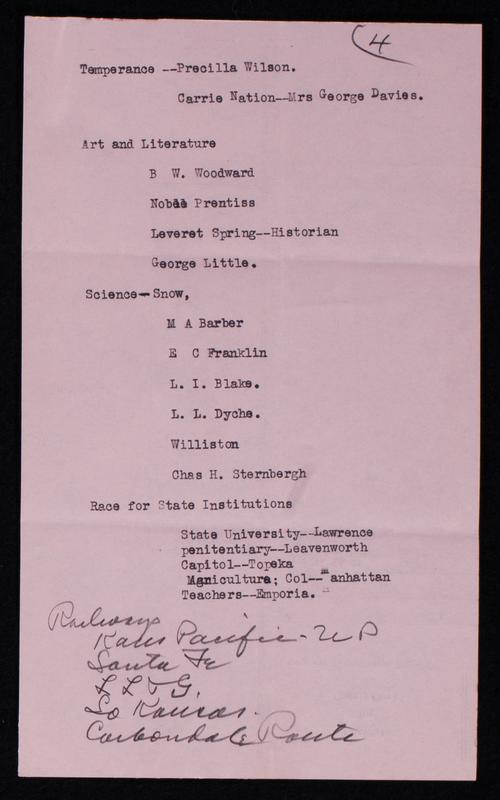 4
Temperance --Precilla Wilson.
Carrie Nation--Mrs George Davies.
Art and Literature
B W. Woodward
Noble Prentiss
Leveret Spring--Historian
George Little.
Science-Snow,
M A Barber
E C Franklin
L. I. Blake.
L. L. Dyche.
Williston
Chas H. Sternbergh
Race for State Institutions
State University--Lawrence
penitentiary--Leavenworth
Capitol--Topeka
Agricultura; Col--manhattan
Teachers--Emporia.
Railways
Kans Pacific - U P
Santa Fe
L L & G.
So Kansas.
Carbondale Route